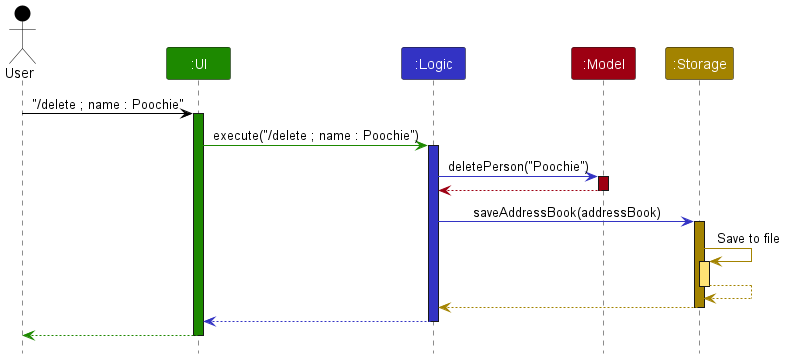 User
:UI
:Logic
:Model
:Storage
"/delete ; name : Poochie"
execute("/delete ; name : Poochie")
deletePerson("Poochie")
saveAddressBook(addressBook)
Save to file